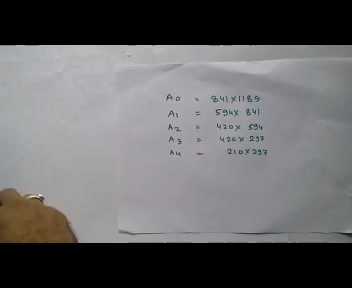 A0 = 841×1189
A1 = 594×841
A2 = 420×594
A3 = 420×297
A4 = 210×297